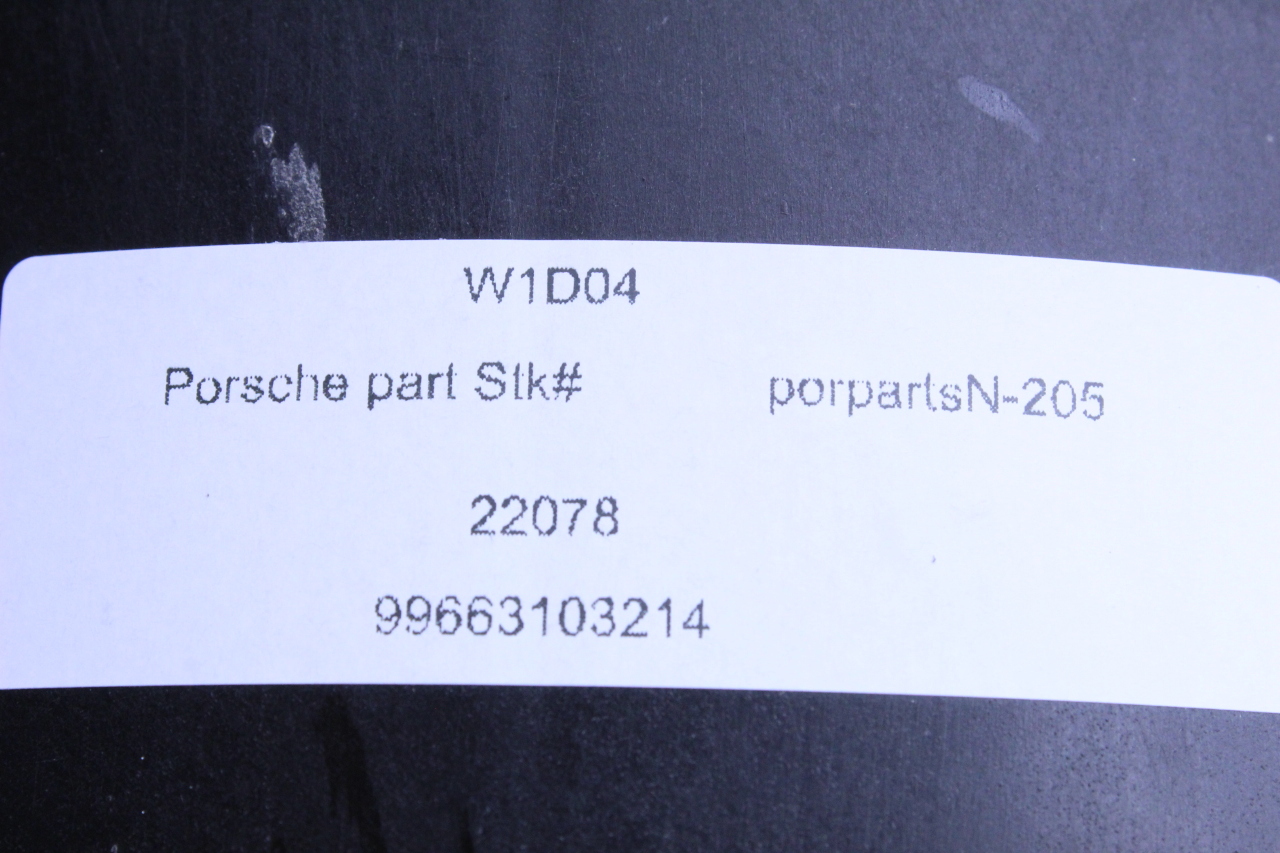 W1D04
Porsche part Stk# porpartsN-205
22078
99663103214